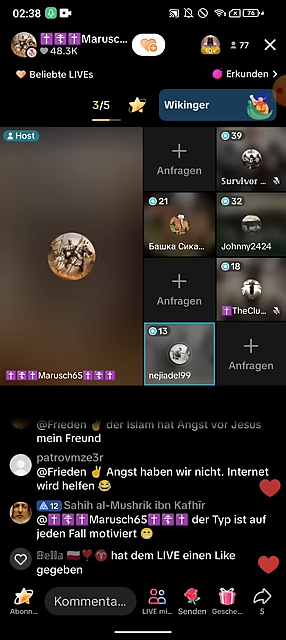 02:38
76
✝️✝️✝️Marusc...
48.3K
77
Beliebte LIVEs
Erkunden >
3/5
Wikinger
Host
39
Anfragen
Survivor ...
21
32
Башка Сика...
Johnny2424
18
Anfragen
✝️TheClu...
13
Anfragen
✝️✝️✝️Marusch65✝️✝️✝️
nejiadel99
@Frieden ✌️ der Islam hat Angst vor Jesus
mein Freund
patrovmze3r
@Frieden ✌️ Angst haben wir nicht. Internet
wird helfen 😂
12 Sahih al-Mushrik ibn Kafhīr
@✝️✝️✝️Marusch65✝️✝️✝️ der Typ ist auf
jeden Fall motiviert 😁
𝔹𝕖𝕝𝕝𝕒 🇵🇱❣️♈ hat dem LIVE einen Like
gegeben
Kommenta...
Abonn...
LIVE mi...
Senden
Gesche...
5